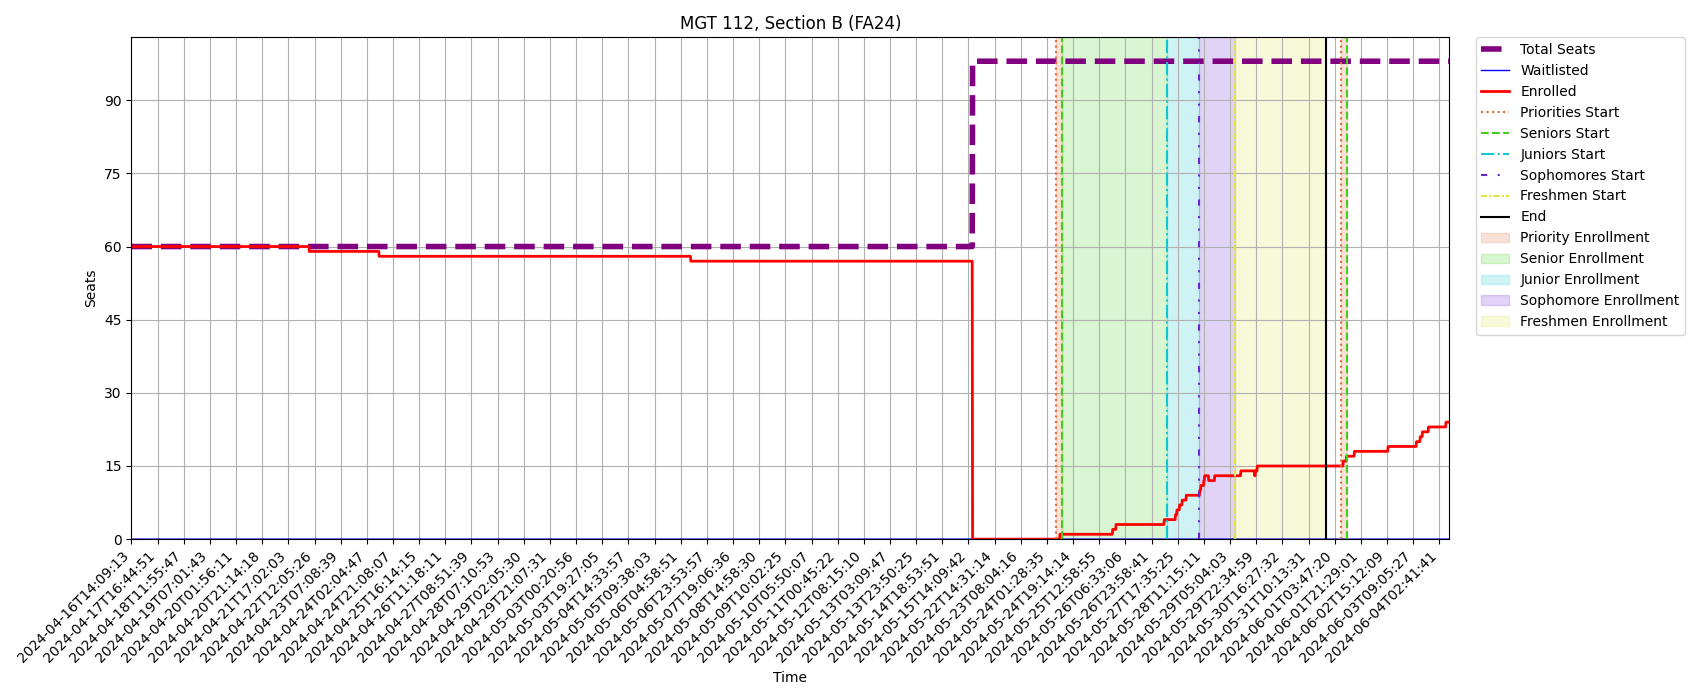 MGT 112, Section B (FA24)
Seats
90
75
60
45
30
15
0
2024-04-16T14:09:13
2024-04-17T16:44:51
2024-04-18T11:55:47
2024-04-19T07:01:43
2024-04-20T01:56:11
2024-04-20T21:14:18
2024-04-21T17:02:03
2024-04-22T12:05:26
2024-04-23T07:08:39
2024-04-24T02:04:47
2024-04-24T21:08:07
2024-04-25T16:14:15
2024-04-26T11:18:11
2024-04-27T08:51:39
2024-04-28T07:10:53
2024-04-29T02:05:30
2024-04-29T21:07:31
2024-05-03T00:20:56
2024-05-03T19:27:05
2024-05-04T14:33:57
2024-05-05T09:38:03
2024-05-06T04:58:51
2024-05-06T23:53:57
2024-05-07T19:06:36
2024-05-08T14:58:30
2024-05-09T10:02:25
2024-05-10T05:50:07
2024-05-11T00:45:22
2024-05-12T08:15:10
2024-05-13T03:09:47
2024-05-13T23:50:25
2024-05-14T18:53:51
2024-05-15T14:09:42
2024-05-22T14:31:14
2024-05-23T08:04:16
2024-05-24T01:28:35
2024-05-24T19:14:14
2024-05-25T12:58:55
2024-05-26T06:33:06
2024-05-26T23:58:41
2024-05-27T17:35:25
2024-05-28T11:15:11
2024-05-29T05:04:03
2024-05-29T22:34:59
2024-05-30T16:27:32
2024-05-31T10:13:31
2024-06-01T03:47:20
2024-06-01T21:29:01
2024-06-02T15:12:09
2024-06-03T09:05:27
2024-06-04T02:41:41
Time
Total Seats
Waitlisted
Enrolled
Priorities Start
Seniors Start
Juniors Start
Sophomores Start
Freshmen Start
End
Priority Enrollment
Senior Enrollment
Junior Enrollment
Sophomore Enrollment
Freshmen Enrollment